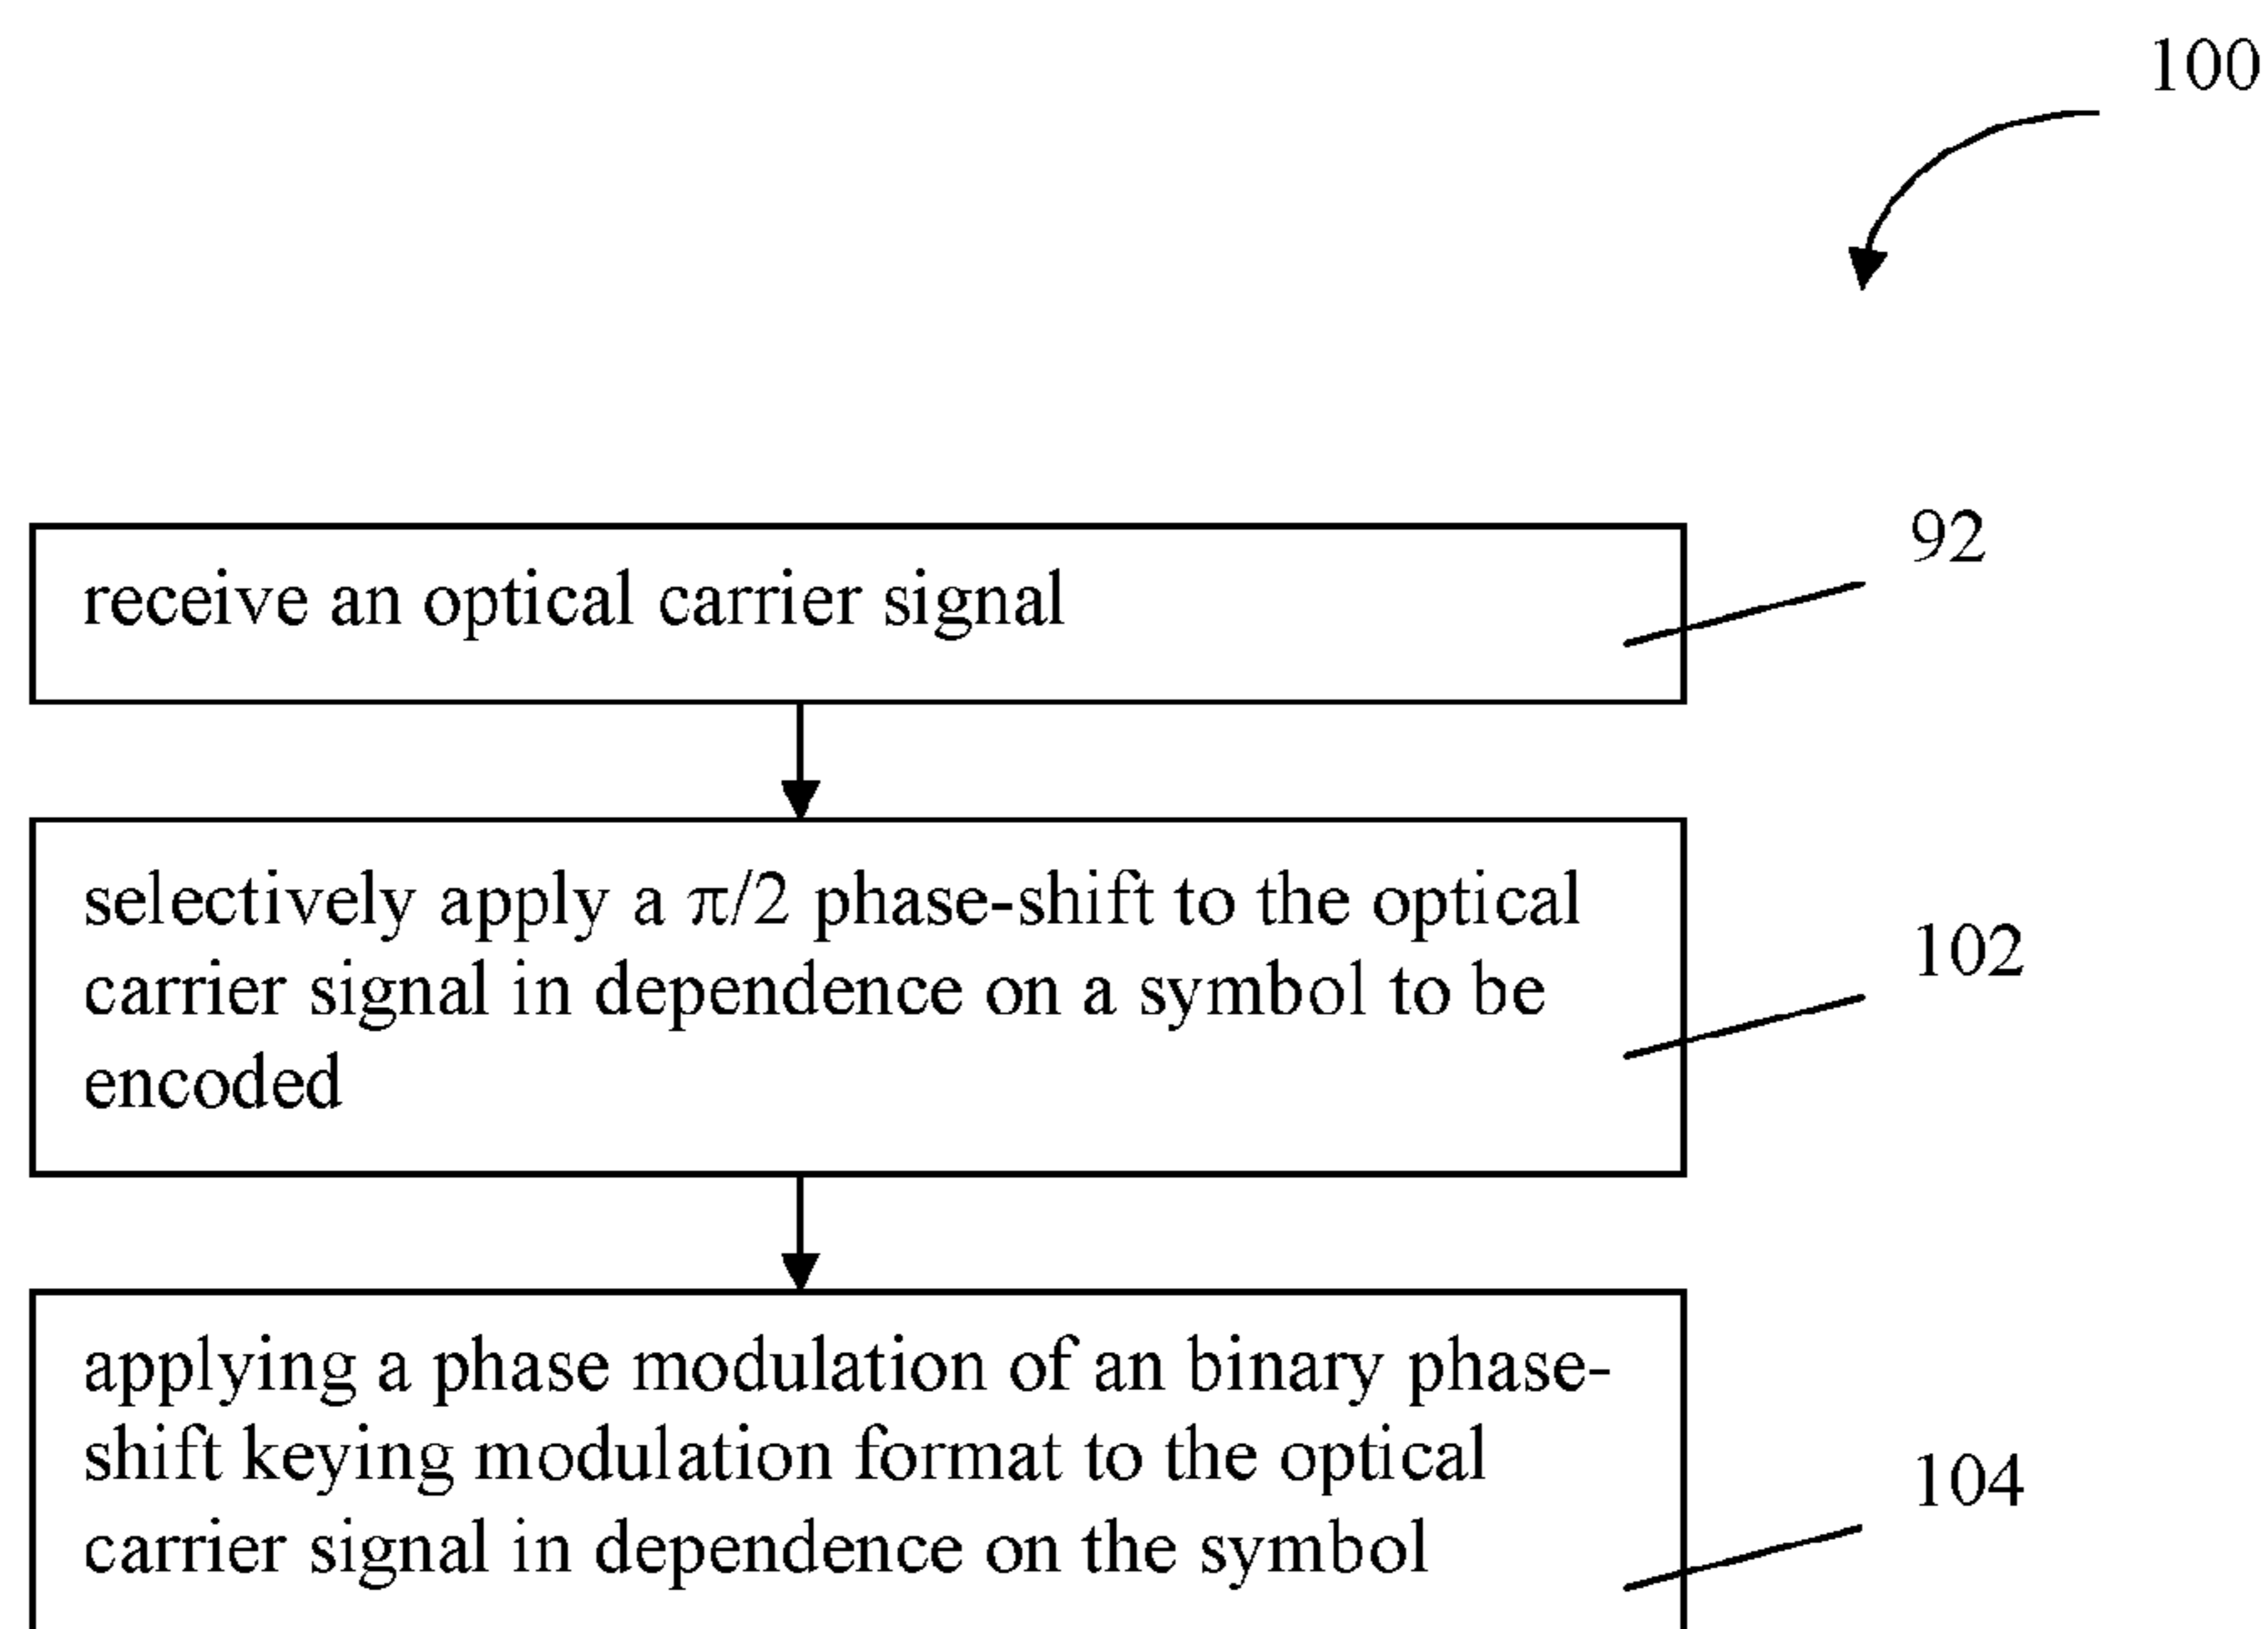 100
receive an optical carrier signal
92
selectively apply a π/2 phase-shift to the optical
carrier signal in dependence on a symbol to be
encoded
102
applying a phase modulation of an binary phase-
shift keying modulation format to the optical
carrier signal in dependence on the symbol
104